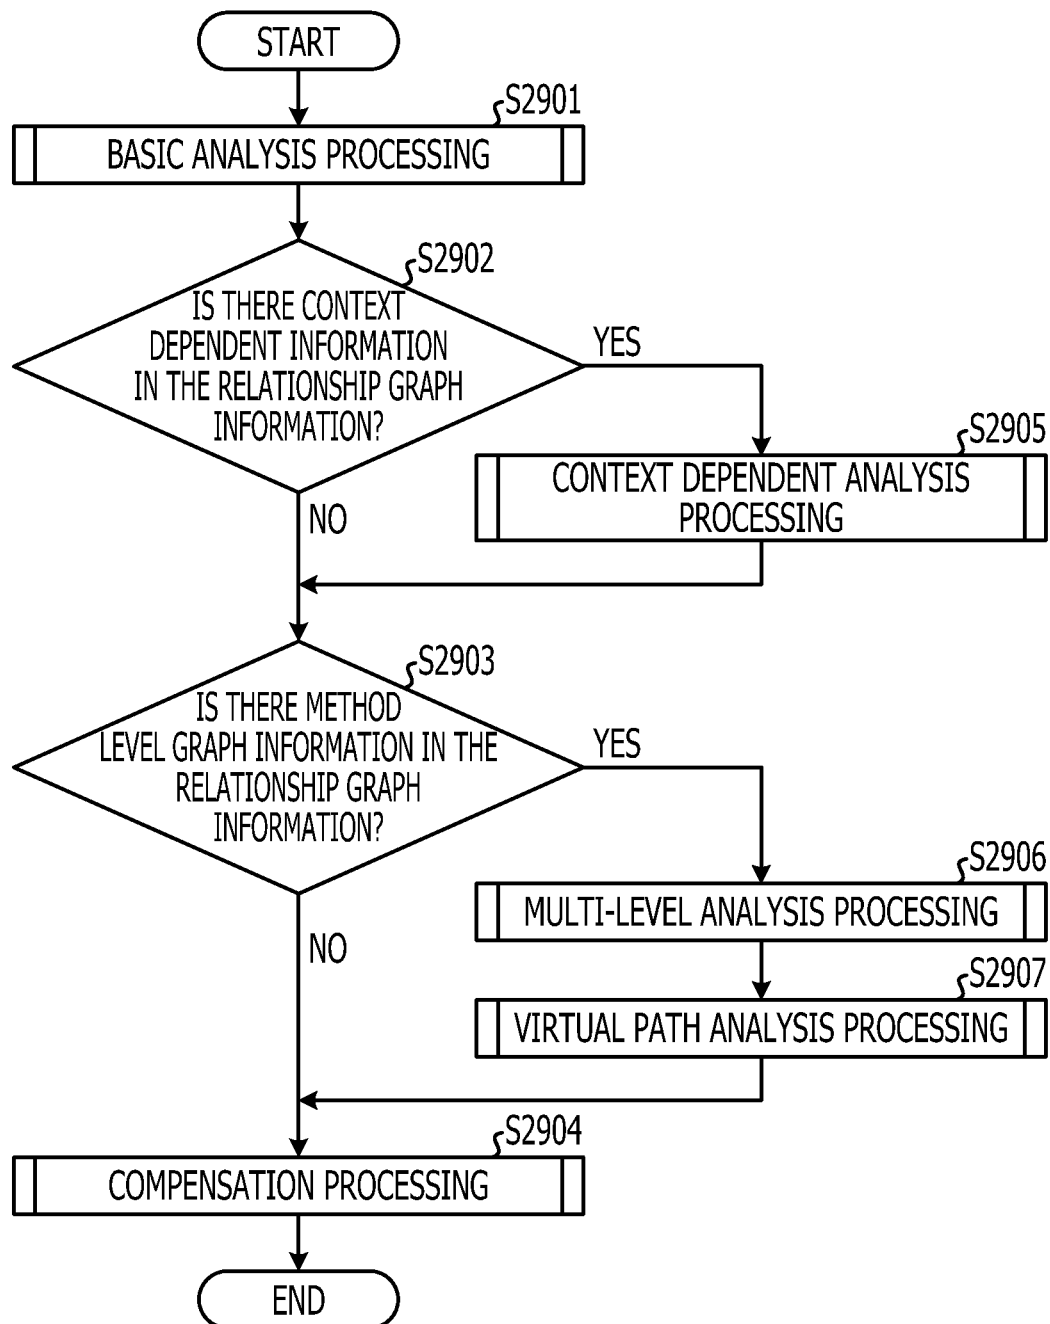 START
S2901
BASIC ANALYSIS PROCESSING
S2902
IS THERE CONTEXT
DEPENDENT INFORMATION
IN THE RELATIONSHIP GRAPH
INFORMATION?
YES
S2905
CONTEXT DEPENDENT ANALYSIS
PROCESSING
NO
S2903
IS THERE METHOD
LEVEL GRAPH INFORMATION IN THE
RELATIONSHIP GRAPH
INFORMATION?
YES
S2906
MULTI-LEVEL ANALYSIS PROCESSING
NO
S2907
VIRTUAL PATH ANALYSIS PROCESSING
S2904
COMPENSATION PROCESSING
END